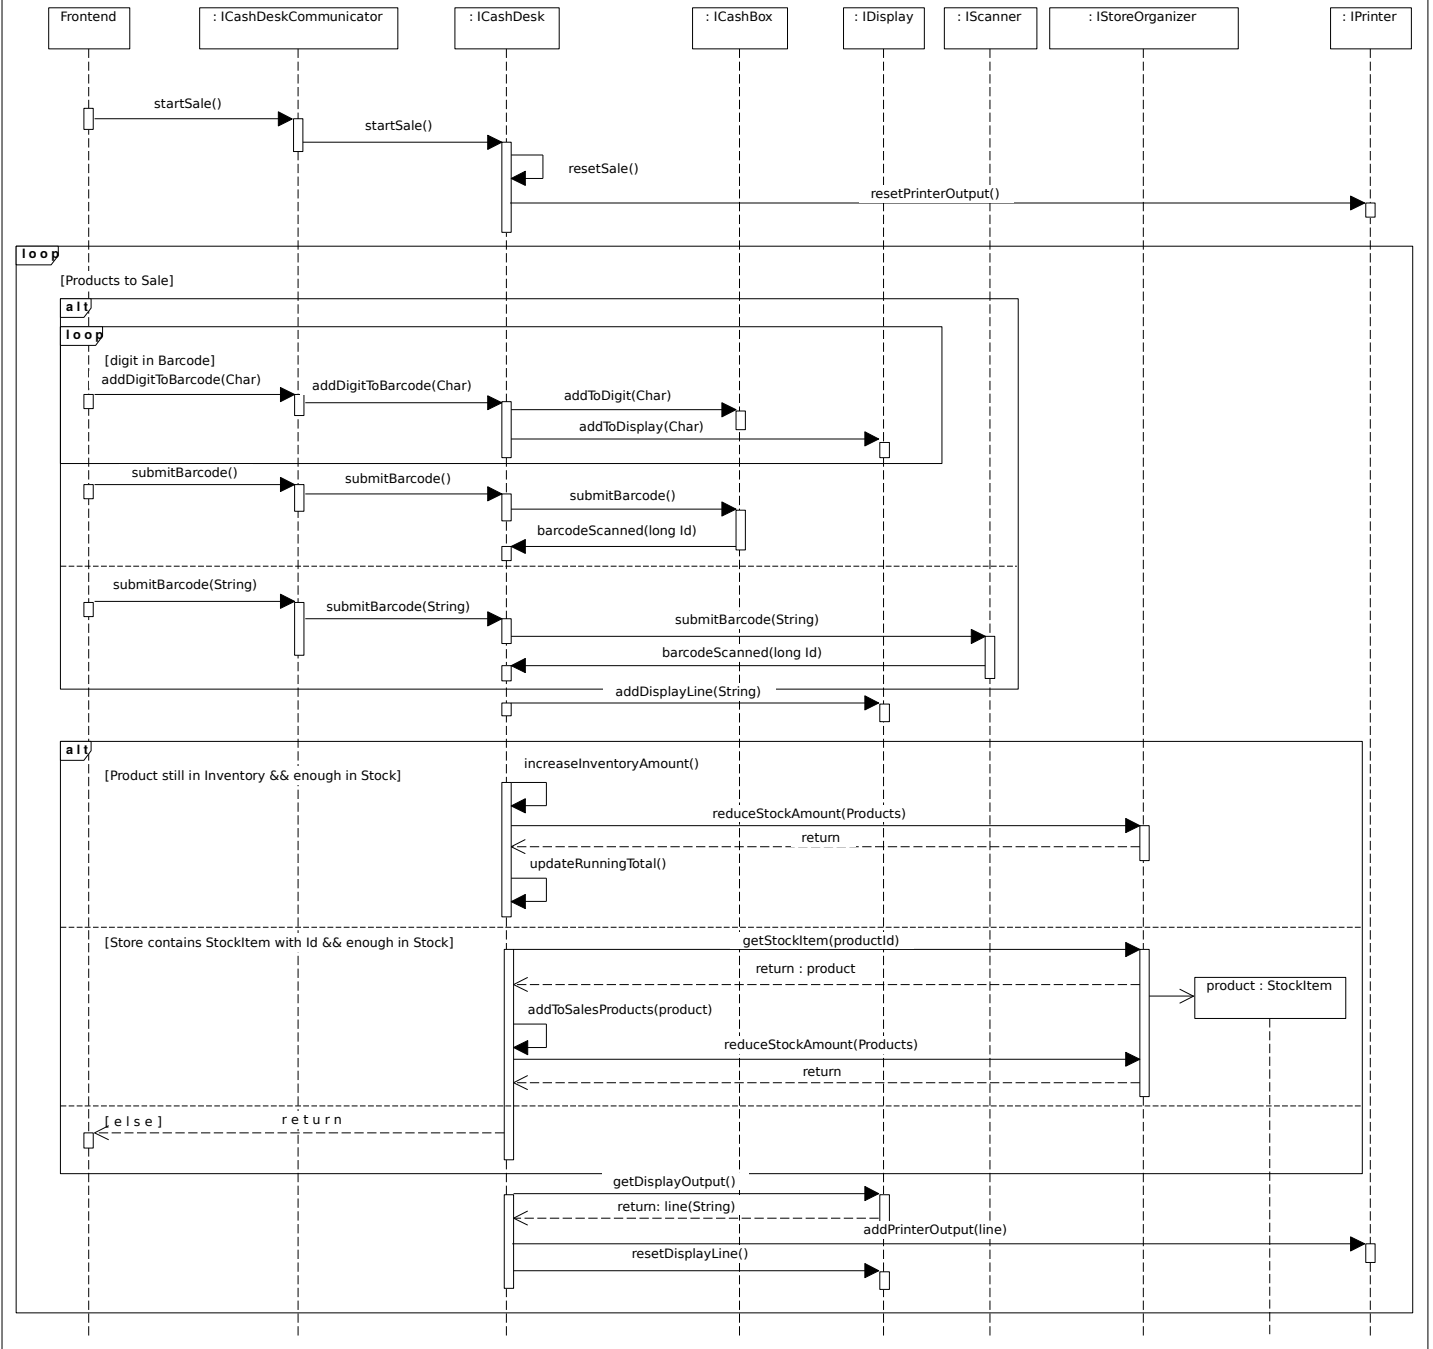 Frontend
: ICashDeskCommunicator
: ICashDesk
: ICashBox
: IDisplay
: IScanner
: IStoreOrganizer
: IPrinter
startSale()
startSale()
resetSale()
resetPrinterOutput()
loop
[Products to Sale]
alt
loop
[digit in Barcode]
addDigitToBarcode(Char)
addDigitToBarcode(Char)
addToDigit(Char)
addToDisplay(Char)
submitBarcode()
submitBarcode()
submitBarcode()
barcodeScanned(long Id)
submitBarcode(String)
submitBarcode(String)
submitBarcode(String)
barcodeScanned(long Id)
addDisplayLine(String)
alt
[Product still in Inventory && enough in Stock]
increaseInventoryAmount()
reduceStockAmount(Products)
return
updateRunningTotal()
[Store contains StockItem with Id && enough in Stock]
getStockItem(productId)
return : product
product : StockItem
addToSalesProducts(product)
reduceStockAmount(Products)
return
[else]
return
getDisplayOutput()
return: line(String)
addPrinterOutput(line)
resetDisplayLine()